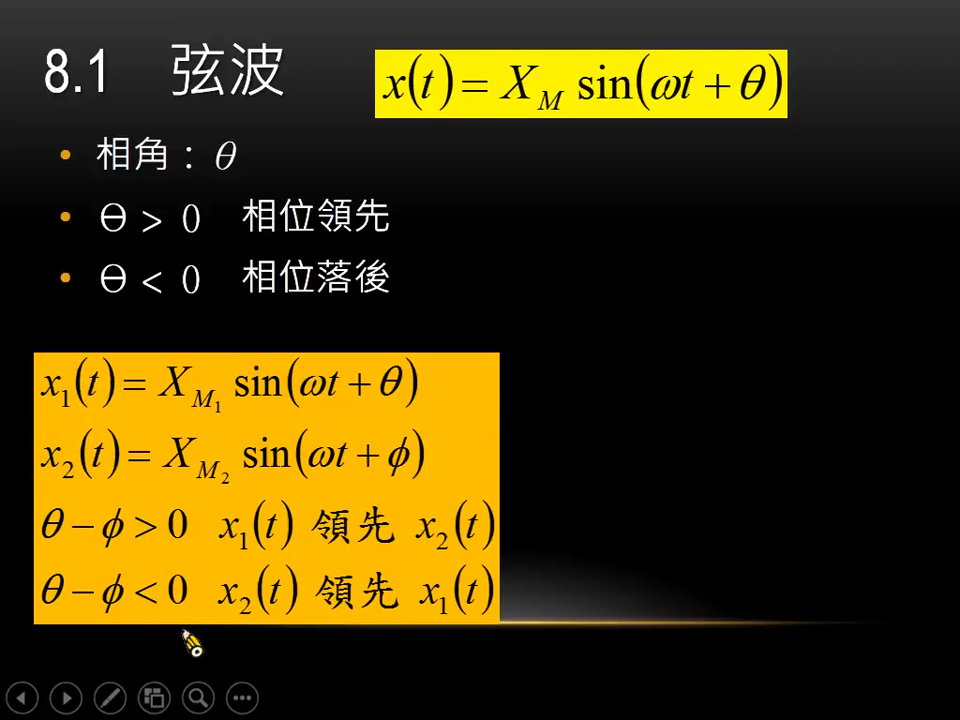 8.1 弦波
x(t) = X_M sin(ωt + θ)
• 相角：θ
• Θ > 0 相位領先
• Θ < 0 相位落後
x₁(t) = X_M₁ sin(ωt + θ)
x₂(t) = X_M₂ sin(ωt + ϕ)
θ − ϕ > 0 x₁(t) 領先 x₂(t)
θ − ϕ < 0 x₂(t) 領先 x₁(t)